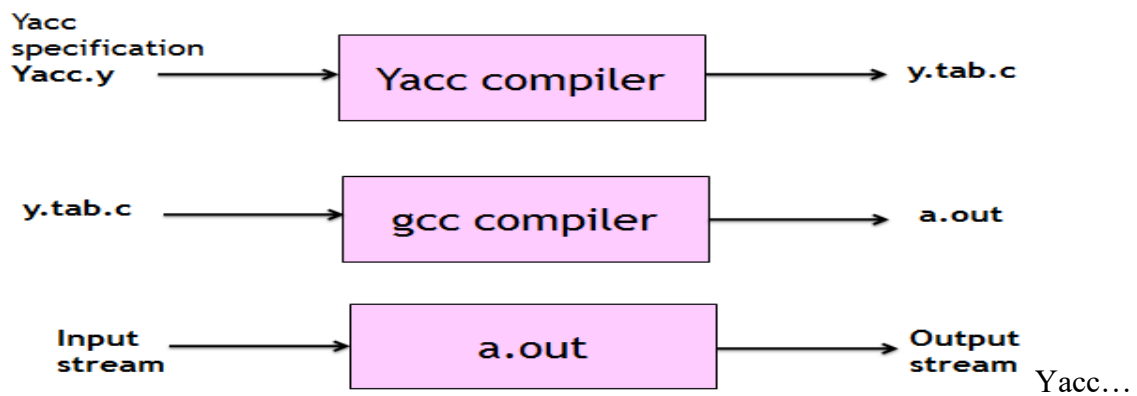 Yacc
specification
Yacc.y
Yacc compiler
y.tab.c
y.tab.c
gcc compiler
a.out
Input
stream
a.out
Output
stream
Yacc…